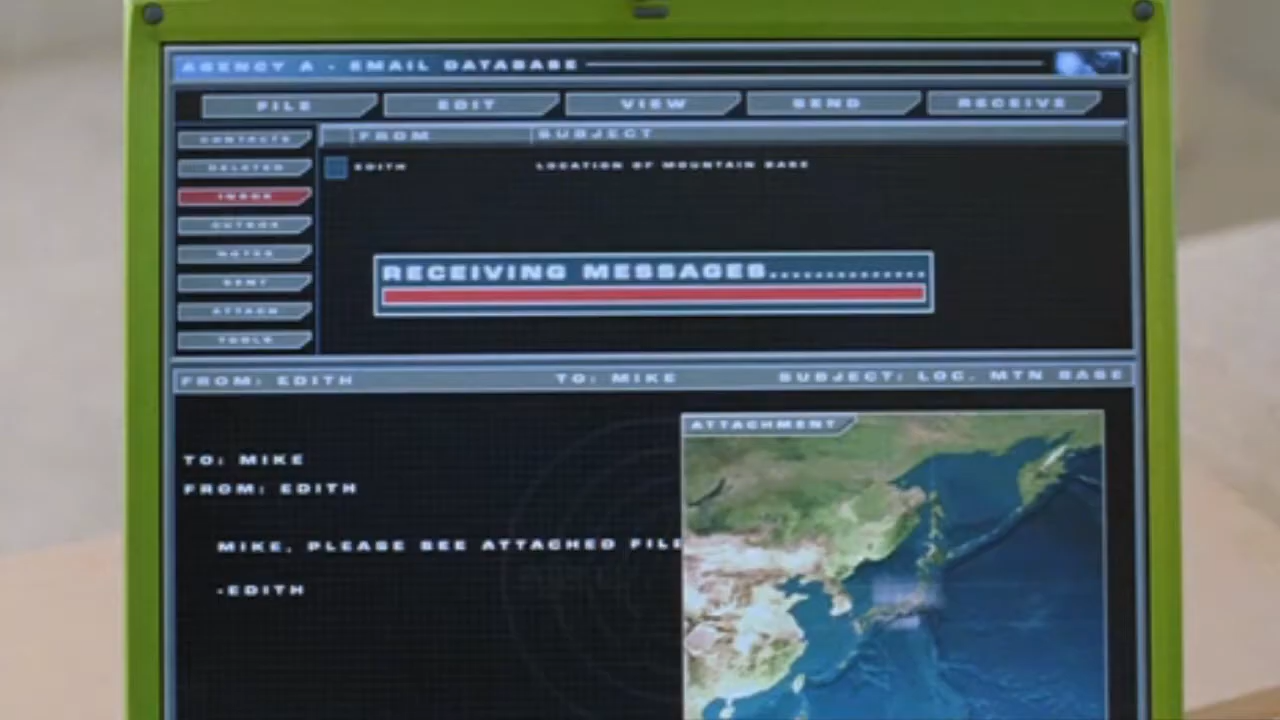 AGENCY A - EMAIL DATABASE
FILE EDIT VIEW SEND RECEIVE
CONTACTS
FROM SUBJECT
DELETED
EDITH LOCATION OF MOUNTAIN BASE
INBOX
OUTBOX
NOTES
SENT
ATTACH
TOOLS
RECEIVING MESSAGES..............
FROM: EDITH TO: MIKE SUBJECT: LOC. MTN BASE
ATTACHMENT
TO: MIKE
FROM: EDITH
MIKE, PLEASE SEE ATTACHED FILE
-EDITH